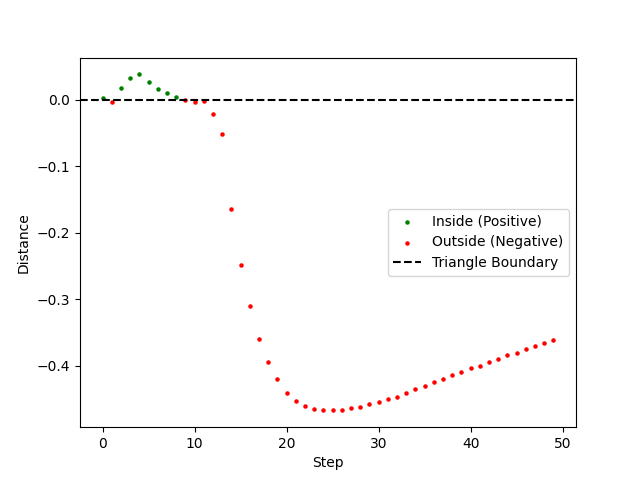 0.0
−0.1
−0.2
−0.3
−0.4
Distance
Inside (Positive)
Outside (Negative)
Triangle Boundary
0 10 20 30 40 50
Step